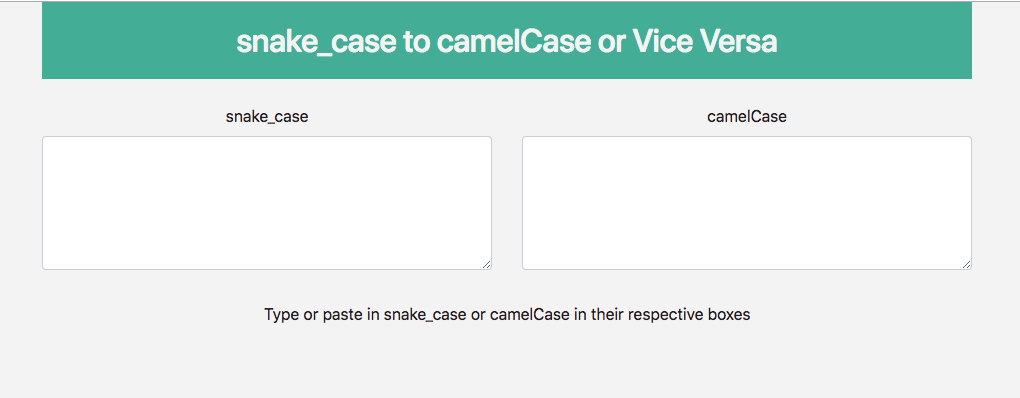 snake_case to camelCase or Vice Versa
snake_case
camelCase
Type or paste in snake_case or camelCase in their respective boxes